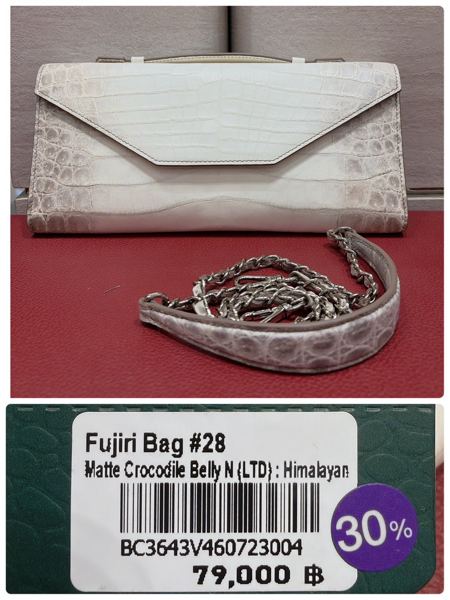 Fujiri Bag #28
Matte Crocodile Belly N (LTD) : Himalayan
BC3643V460723004
79,000 ฿
30%